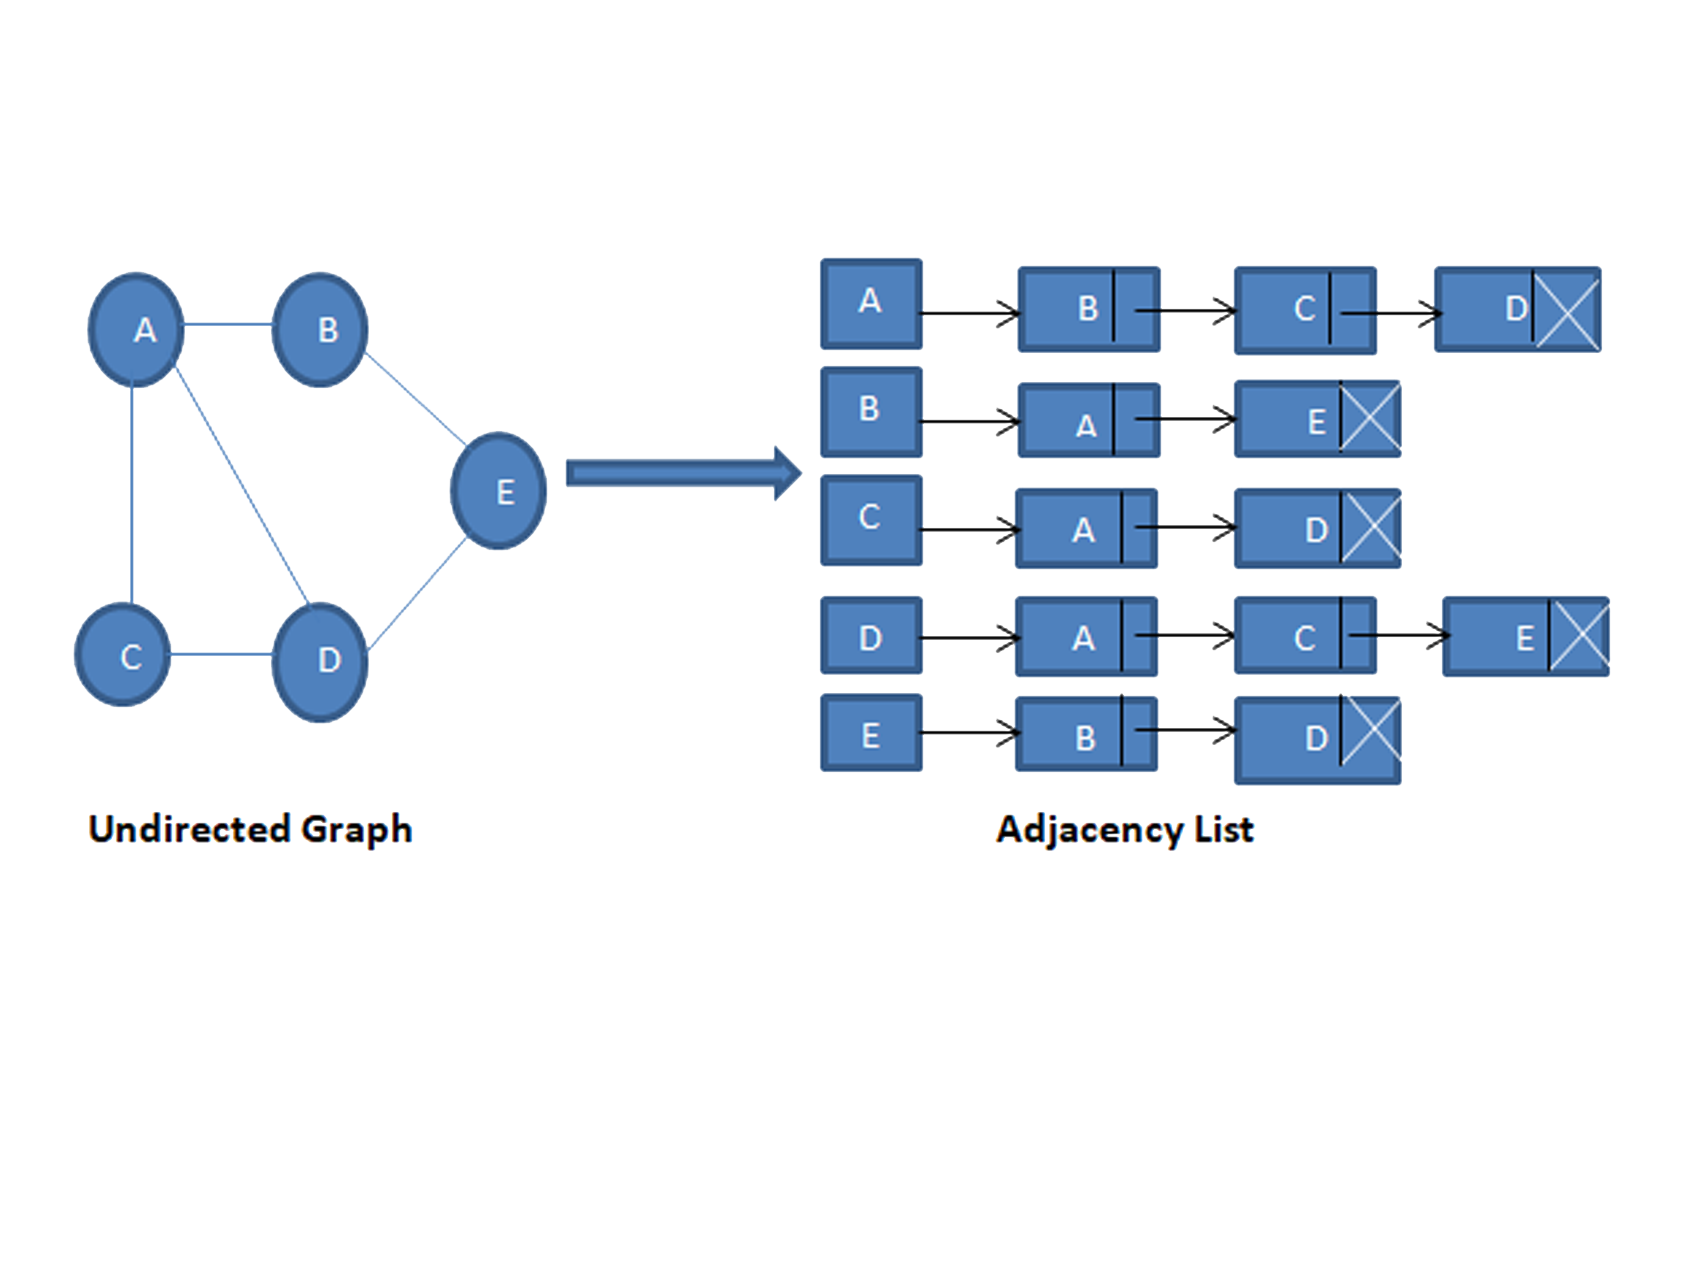 A B
E
C D
A B C D
B A E
C A D
D A C E
E B D
Undirected Graph
Adjacency List